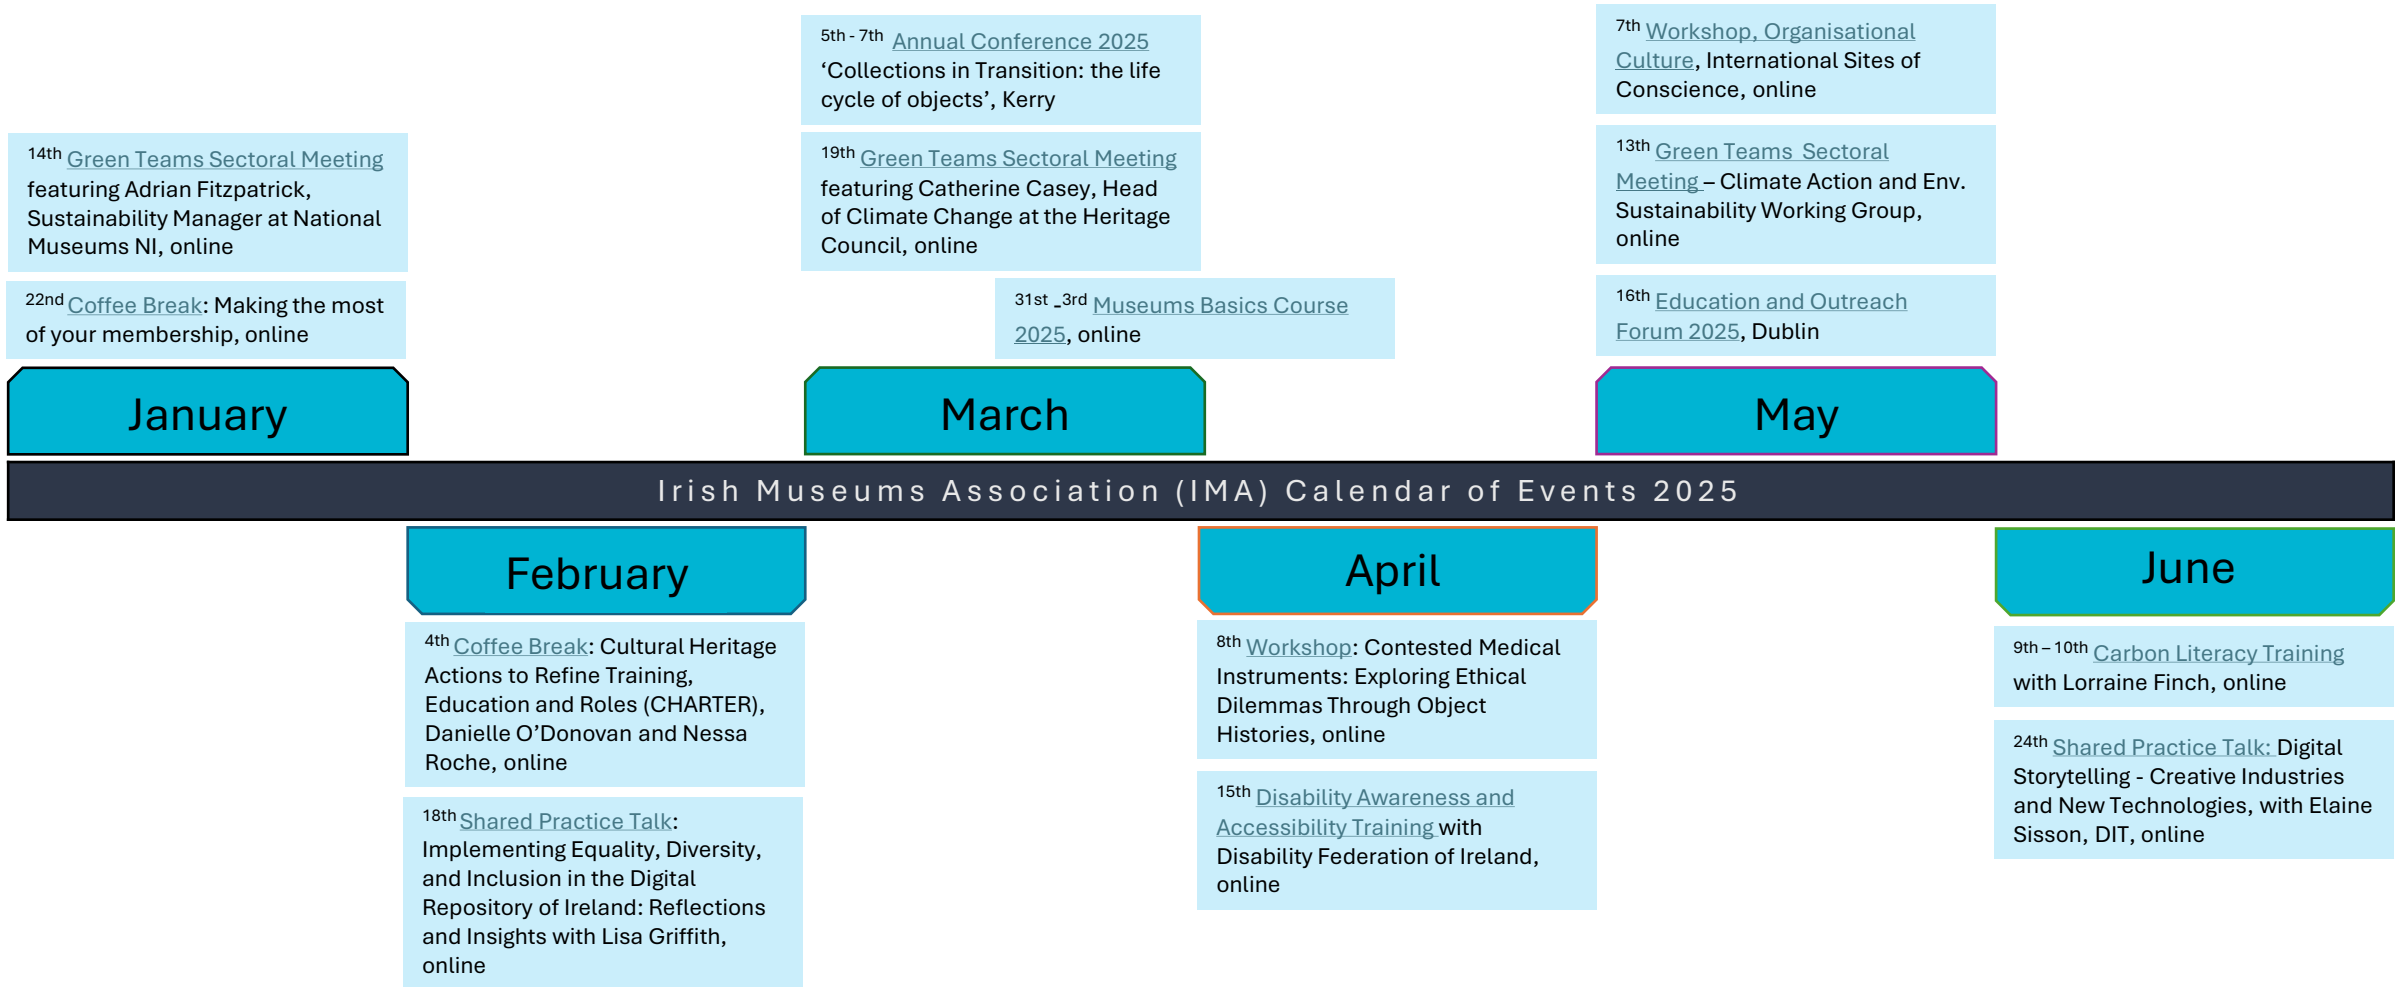 14th Green Teams Sectoral Meeting
featuring Adrian Fitzpatrick,
Sustainability Manager at National
Museums NI, online
22nd Coffee Break: Making the most
of your membership, online
January
5th - 7th Annual Conference 2025
‘Collections in Transition: the life
cycle of objects’, Kerry
19th Green Teams Sectoral Meeting
featuring Catherine Casey, Head
of Climate Change at the Heritage
Council, online
31st -3rd Museums Basics Course
2025, online
March
7th Workshop, Organisational
Culture, International Sites of
Conscience, online
13th Green Teams Sectoral
Meeting – Climate Action and Env.
Sustainability Working Group,
online
16th Education and Outreach
Forum 2025, Dublin
May
Irish Museums Association (IMA) Calendar of Events 2025
February
4th Coffee Break: Cultural Heritage
Actions to Refine Training,
Education and Roles (CHARTER),
Danielle O’Donovan and Nessa
Roche, online
18th Shared Practice Talk:
Implementing Equality, Diversity,
and Inclusion in the Digital
Repository of Ireland: Reflections
and Insights with Lisa Griffith,
online
April
8th Workshop: Contested Medical
Instruments: Exploring Ethical
Dilemmas Through Object
Histories, online
15th Disability Awareness and
Accessibility Training with
Disability Federation of Ireland,
online
June
9th – 10th Carbon Literacy Training
with Lorraine Finch, online
24th Shared Practice Talk: Digital
Storytelling - Creative Industries
and New Technologies, with Elaine
Sisson, DIT, online